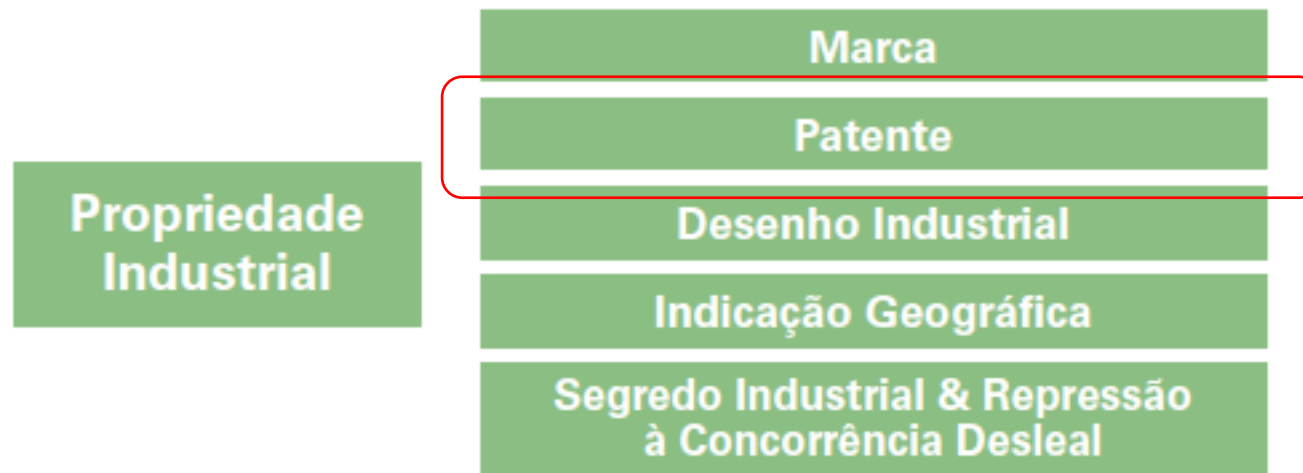 Propriedade
Industrial
Marca
Patente
Desenho Industrial
Indicação Geográfica
Segredo Industrial & Repressão
à Concorrência Desleal